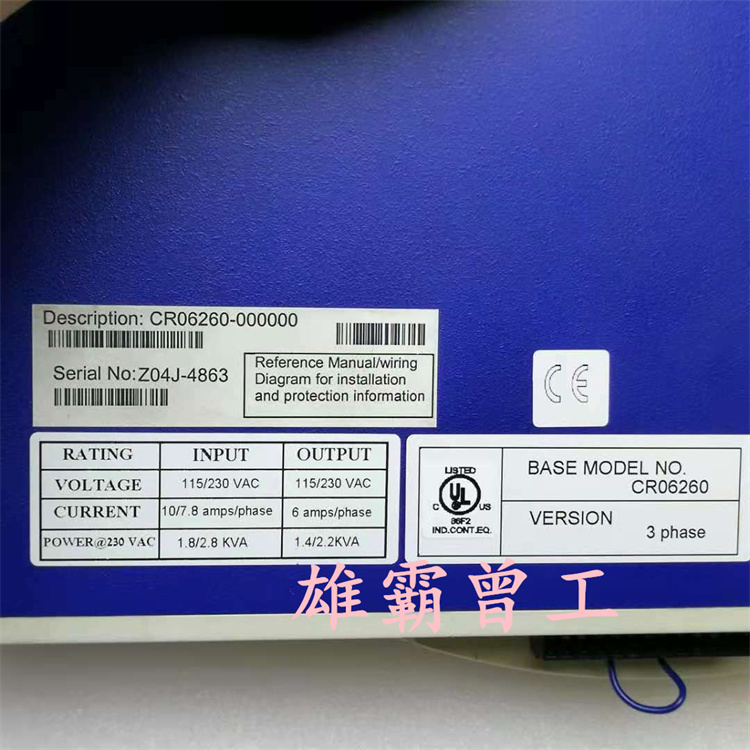 Description: CR06260-000000
Serial No:Z04J-4863
Reference Manual/wiring
Diagram for installation
and protection information
CE
RATING INPUT OUTPUT
VOLTAGE 115/230 VAC 115/230 VAC
CURRENT 10/7.8 amps/phase 6 amps/phase
POWER@230 VAC 1.8/2.8 KVA 1.4/2.2KVA
LISTED
C UL US
86F2
IND.CONT.EQ.
BASE MODEL NO.
CR06260
VERSION
3 phase
雄霸曾工